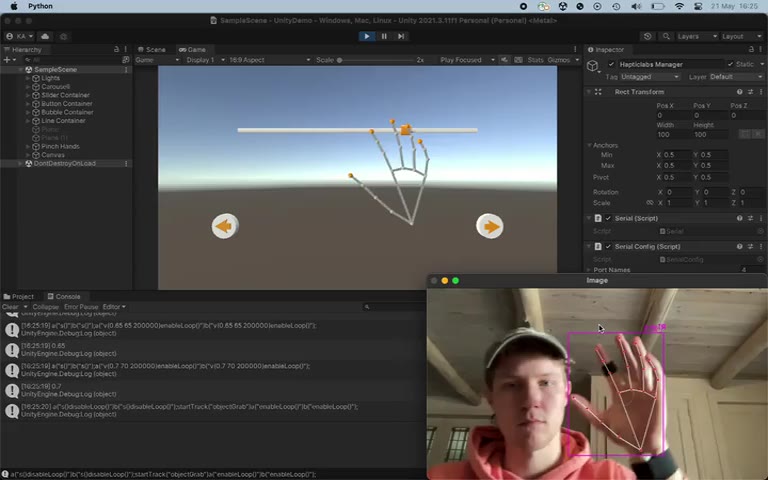 Python
21 May 16:25
SampleScene - UnityDemo - Windows, Mac, Linux - Unity 2021.3.11f1 Personal (Personal) <Metal>
KA
Layers
Layout
Hierarchy
Scene
Game
Inspector
All
Game
Display 1
16:9 Aspect
Scale
2x
Play Focused
Stats
Gizmos
SampleScene
Lights
Carousell
Slider Container
Button Container
Bubble Container
Line Container
Pinch Hands
Canvas
DontDestroyOnLoad
Hapticlabs Manager
Static
Tag Untagged
Layer Default
Rect Transform
Pos X Pos Y Pos Z
0 0 0
Width Height
100 100
Anchors
Min X 0.5 Y 0.5
Max X 0.5 Y 0.5
Pivot X 0.5 Y 0.5
Rotation X 0 Y 0 Z 0
Scale X 1 Y 1 Z 1
Serial (Script)
Script Serial
Serial Config (Script)
Script SerialConfig
Port Names 4
Project
Console
Clear
Collapse
Error Pause
Editor
UnityEngine.Debug:Log (object)
[16:25:19] a("s()")b("s()");a("v(0.65 65 200000)enableLoop()")b("v(0.65 65 200000)enableLoop()");
UnityEngine.Debug:Log (object)
[16:25:19] 0.65
UnityEngine.Debug:Log (object)
[16:25:19] a("s()")b("s()");a("v(0.7 70 200000)enableLoop()")b("v(0.7 70 200000)enableLoop()");
UnityEngine.Debug:Log (object)
[16:25:19] 0.7
UnityEngine.Debug:Log (object)
[16:25:20] a("s()disableLoop()")b("s()disableLoop()");startTrack("objectGrab")a("enableLoop()")b("enableLoop()");
UnityEngine.Debug:Log (object)
a("s()disableLoop()")b("s()disableLoop()");startTrack("objectGrab")a("enableLoop()")b("enableLoop()");
Image